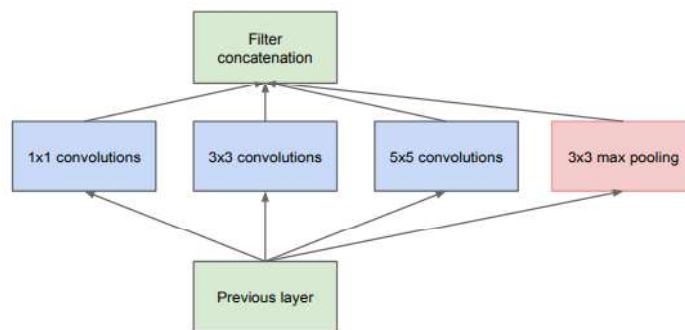 Filter
concatenation
1x1 convolutions
3x3 convolutions
5x5 convolutions
3x3 max pooling
Previous layer